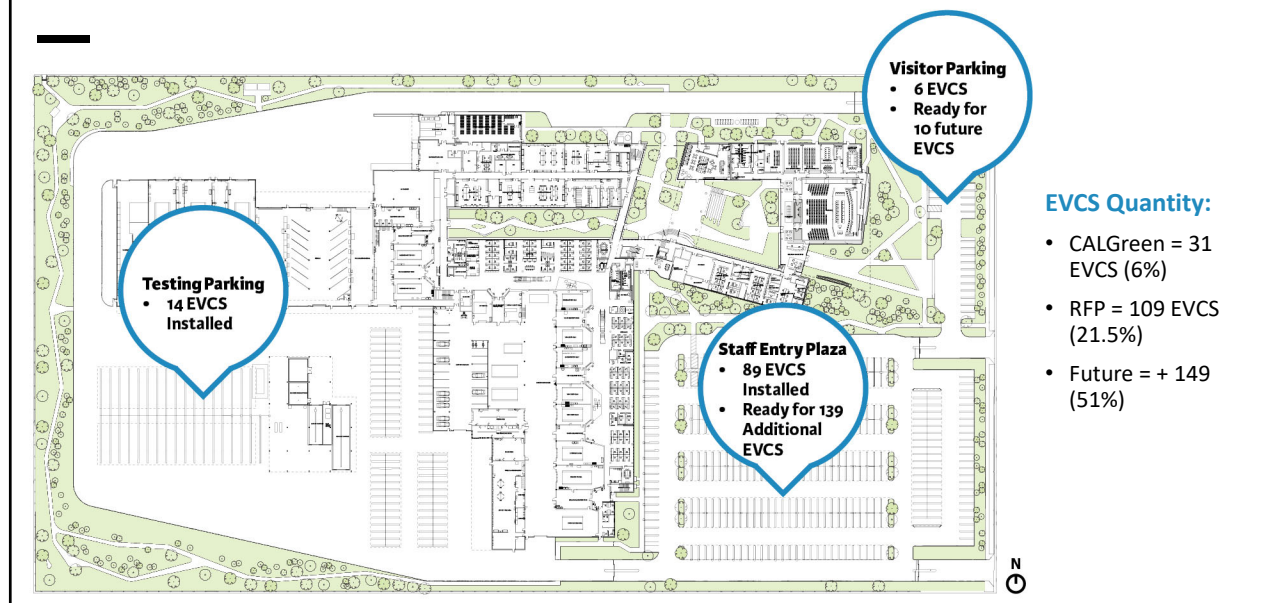 Visitor Parking
• 6 EVCS
• Ready for
10 future
EVCS
Testing Parking
• 14 EVCS
Installed
Staff Entry Plaza
• 89 EVCS
Installed
• Ready for 139
Additional
EVCS
EVCS Quantity:
• CALGreen = 31
EVCS (6%)
• RFP = 109 EVCS
(21.5%)
• Future = + 149
(51%)
N